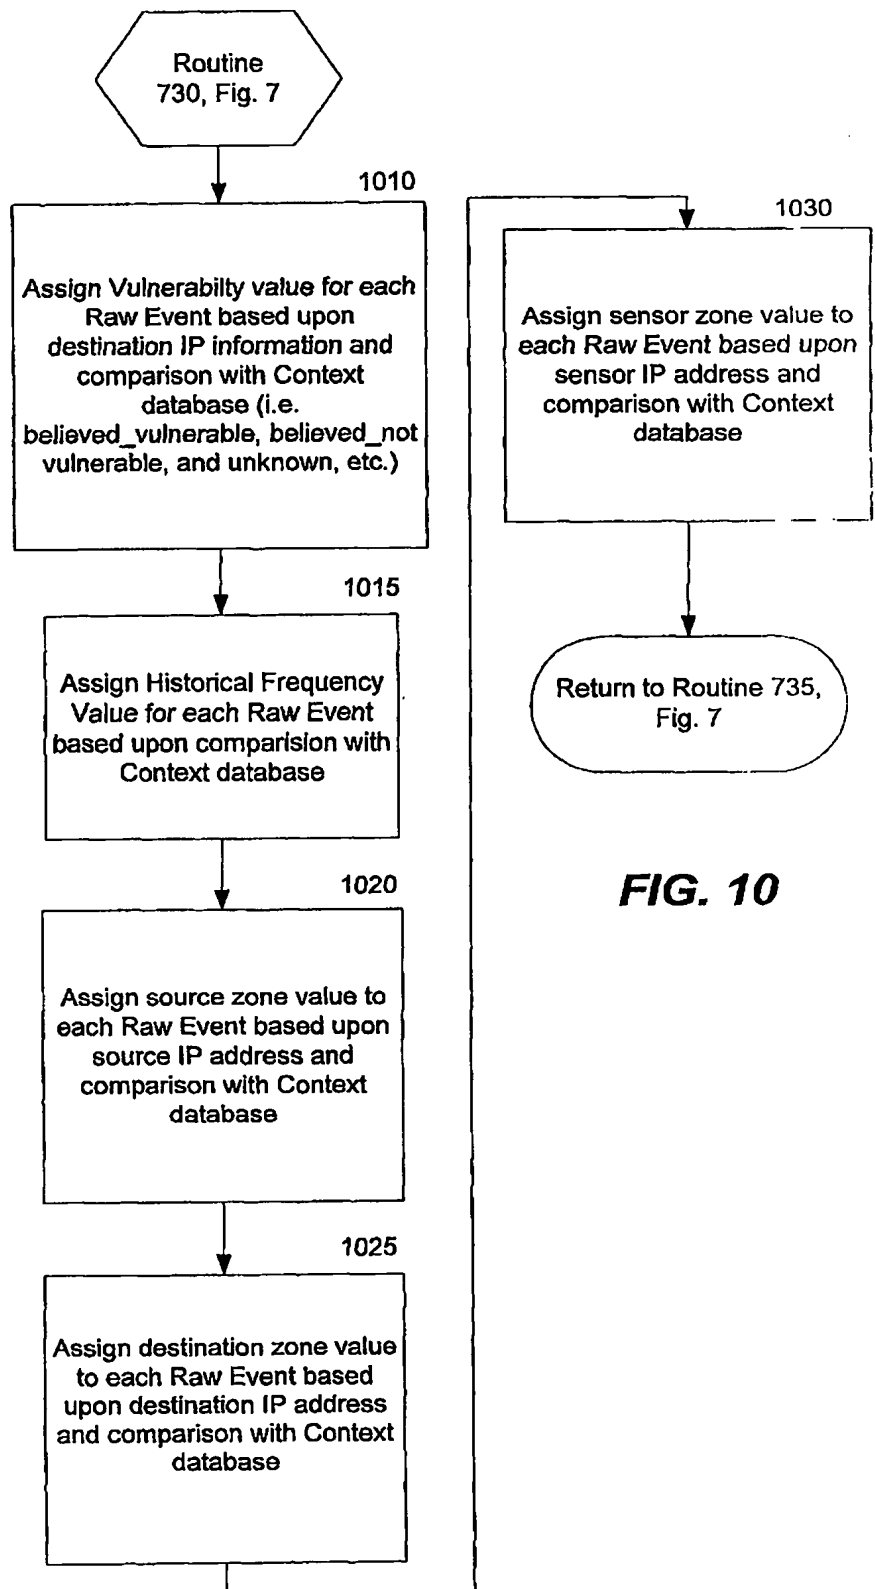 Routine
730, Fig. 7
1010
Assign Vulnerabilty value for each
Raw Event based upon
destination IP information and
comparison with Context
database (i.e.
believed_vulnerable, believed_not
vulnerable, and unknown, etc.)
1015
Assign Historical Frequency
Value for each Raw Event
based upon comparision with
Context database
1020
Assign source zone value to
each Raw Event based upon
source IP address and
comparison with Context
database
1025
Assign destination zone value
to each Raw Event based
upon destination IP address
and comparison with Context
database
1030
Assign sensor zone value to
each Raw Event based upon
sensor IP address and
comparison with Context
database
Return to Routine 735,
Fig. 7
FIG. 10